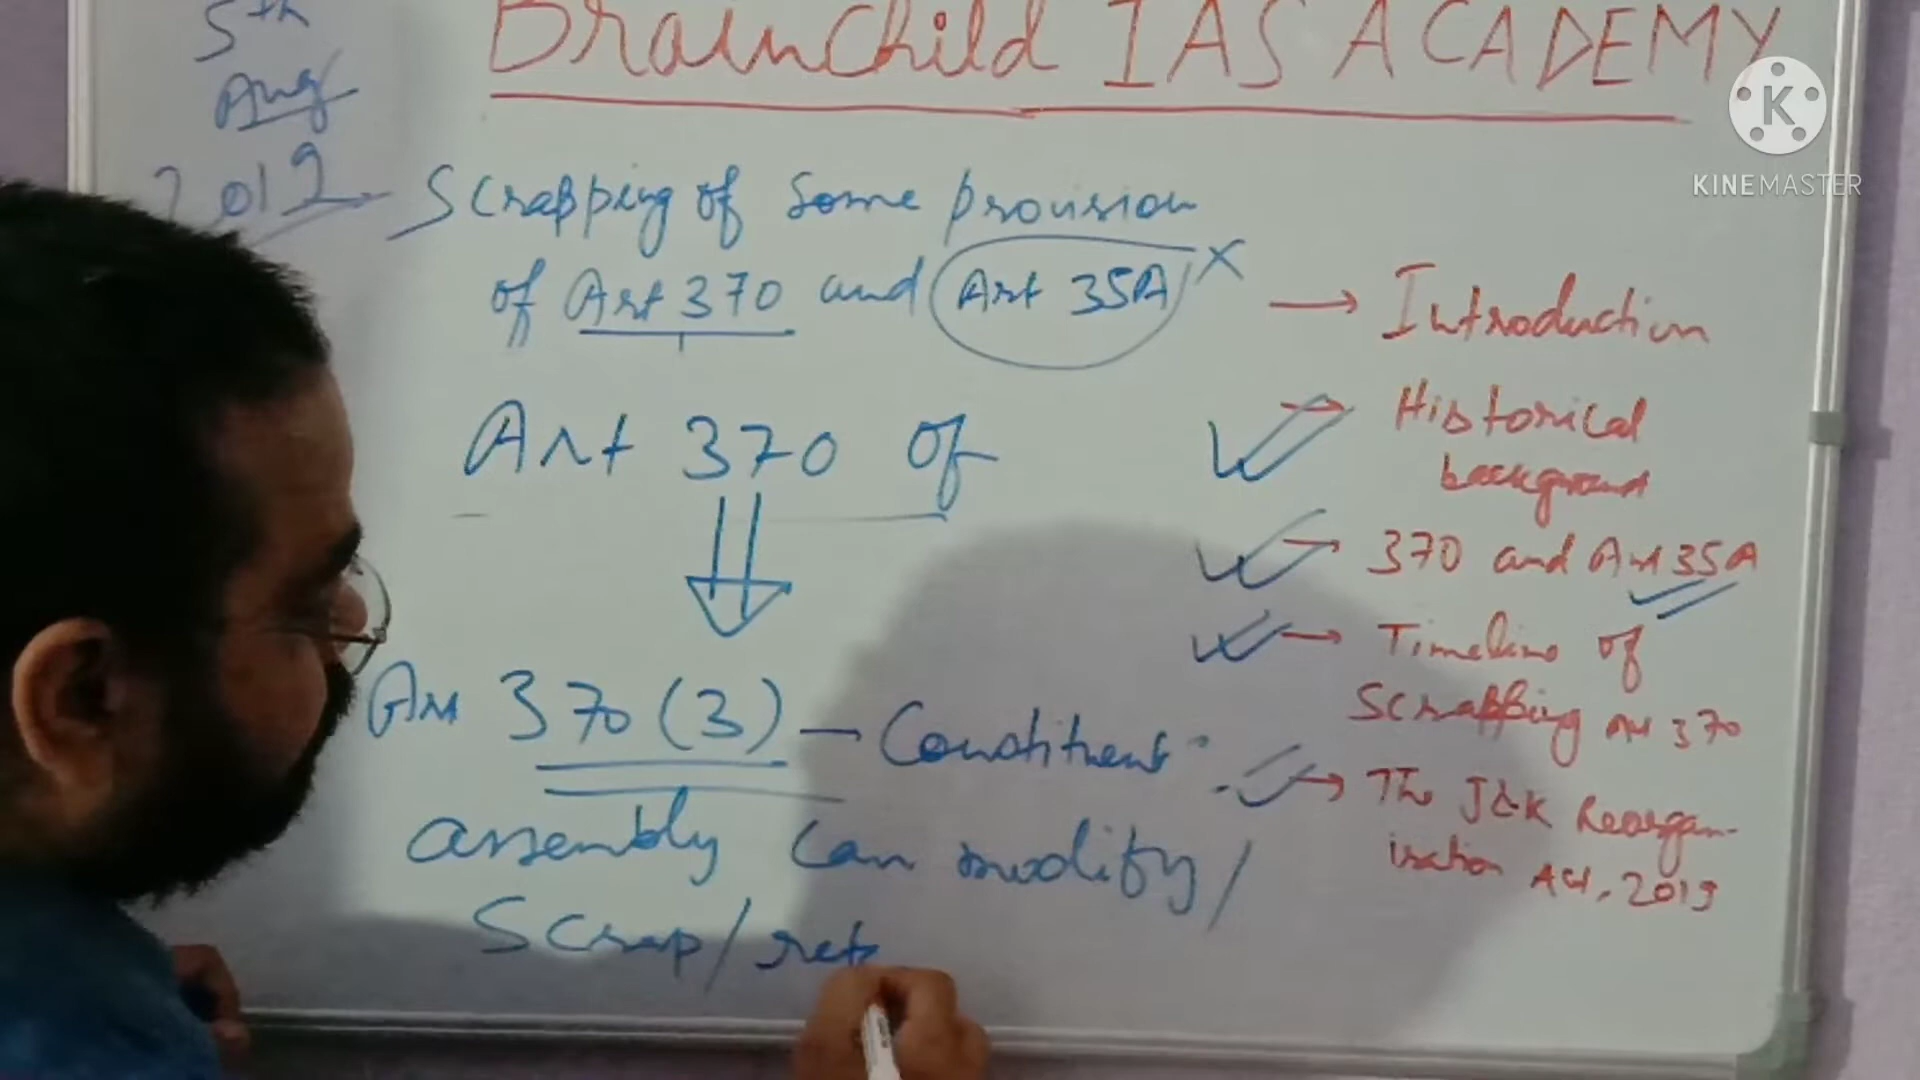 5th
Aug
2019
BrainChild IAS ACADEMY
K
KINEMASTER
Scrapping of some provision
of Art 370 and Art 35A X
Art 370 of
Art 370 (3) – Constituent
assembly can modify /
Scrap / reta
→ Introduction
→ Historical
background
→ 370 and Art 35A
→ Timeline of
Scrapping Art 370
→ The J&K Reorgan-
isation Act, 2019